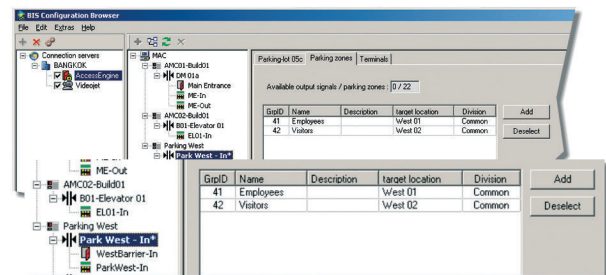 BIS Configuration Browser
File Edit Extras Help
Connection servers
BANGKOK
AccessEngine
Videojet
MAC
AMC01-Build01
DM 01a
Main Entrance
ME-In
ME-Out
AMC02-Build01
B01-Elevator 01
EL01-In
Parking West
Park West - In*
Parking-lot 05c Parking zones Terminals
Available output signals / parking zones : 0 / 22
GrpID Name Description target location Division
41 Employees West 01 Common
42 Visitors West 02 Common
Add
Deselect
ME-Out
AMC02-Build01
B01-Elevator 01
EL01-In
Parking West
Park West - In*
WestBarrier-In
ParkWest-In
GrpID Name Description target location Division
41 Employees West 01 Common
42 Visitors West 02 Common
Add
Deselect